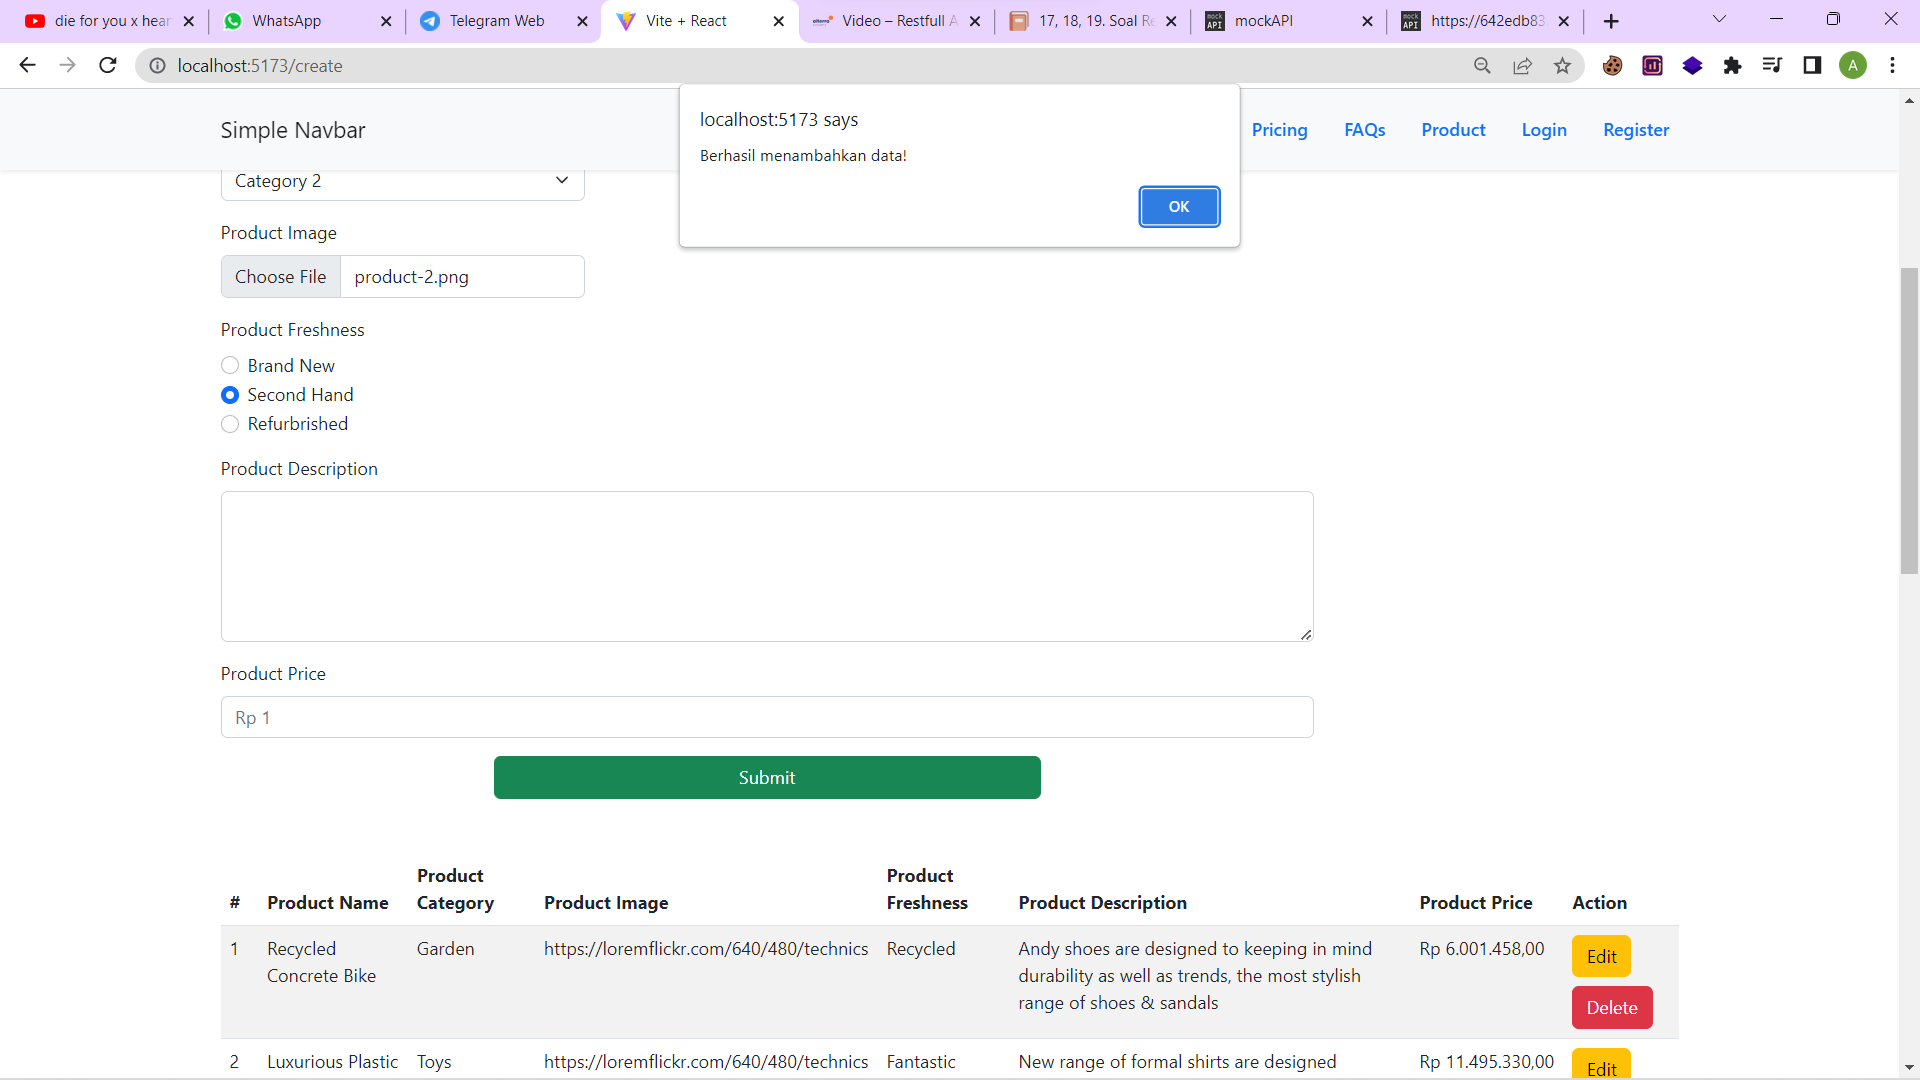 die for you x hear
WhatsApp
Telegram Web
Vite + React
Video – Restfull A
17, 18, 19. Soal Re
mockAPI
https://642edb83
localhost:5173/create
A
Simple Navbar
Pricing
FAQs
Product
Login
Register
localhost:5173 says
Berhasil menambahkan data!
OK
Category 2
Product Image
Choose File
product-2.png
Product Freshness
Brand New
Second Hand
Refurbrished
Product Description
Product Price
Rp 1
Submit
# Product Name Product Category Product Image Product Freshness Product Description Product Price Action
1 Recycled Concrete Bike Garden https://loremflickr.com/640/480/technics Recycled Andy shoes are designed to keeping in mind
durability as well as trends, the most stylish
range of shoes & sandals
Rp 6.001.458,00
Edit
Delete
2 Luxurious Plastic Toys https://loremflickr.com/640/480/technics Fantastic New range of formal shirts are designed Rp 11.495.330,00
Edit